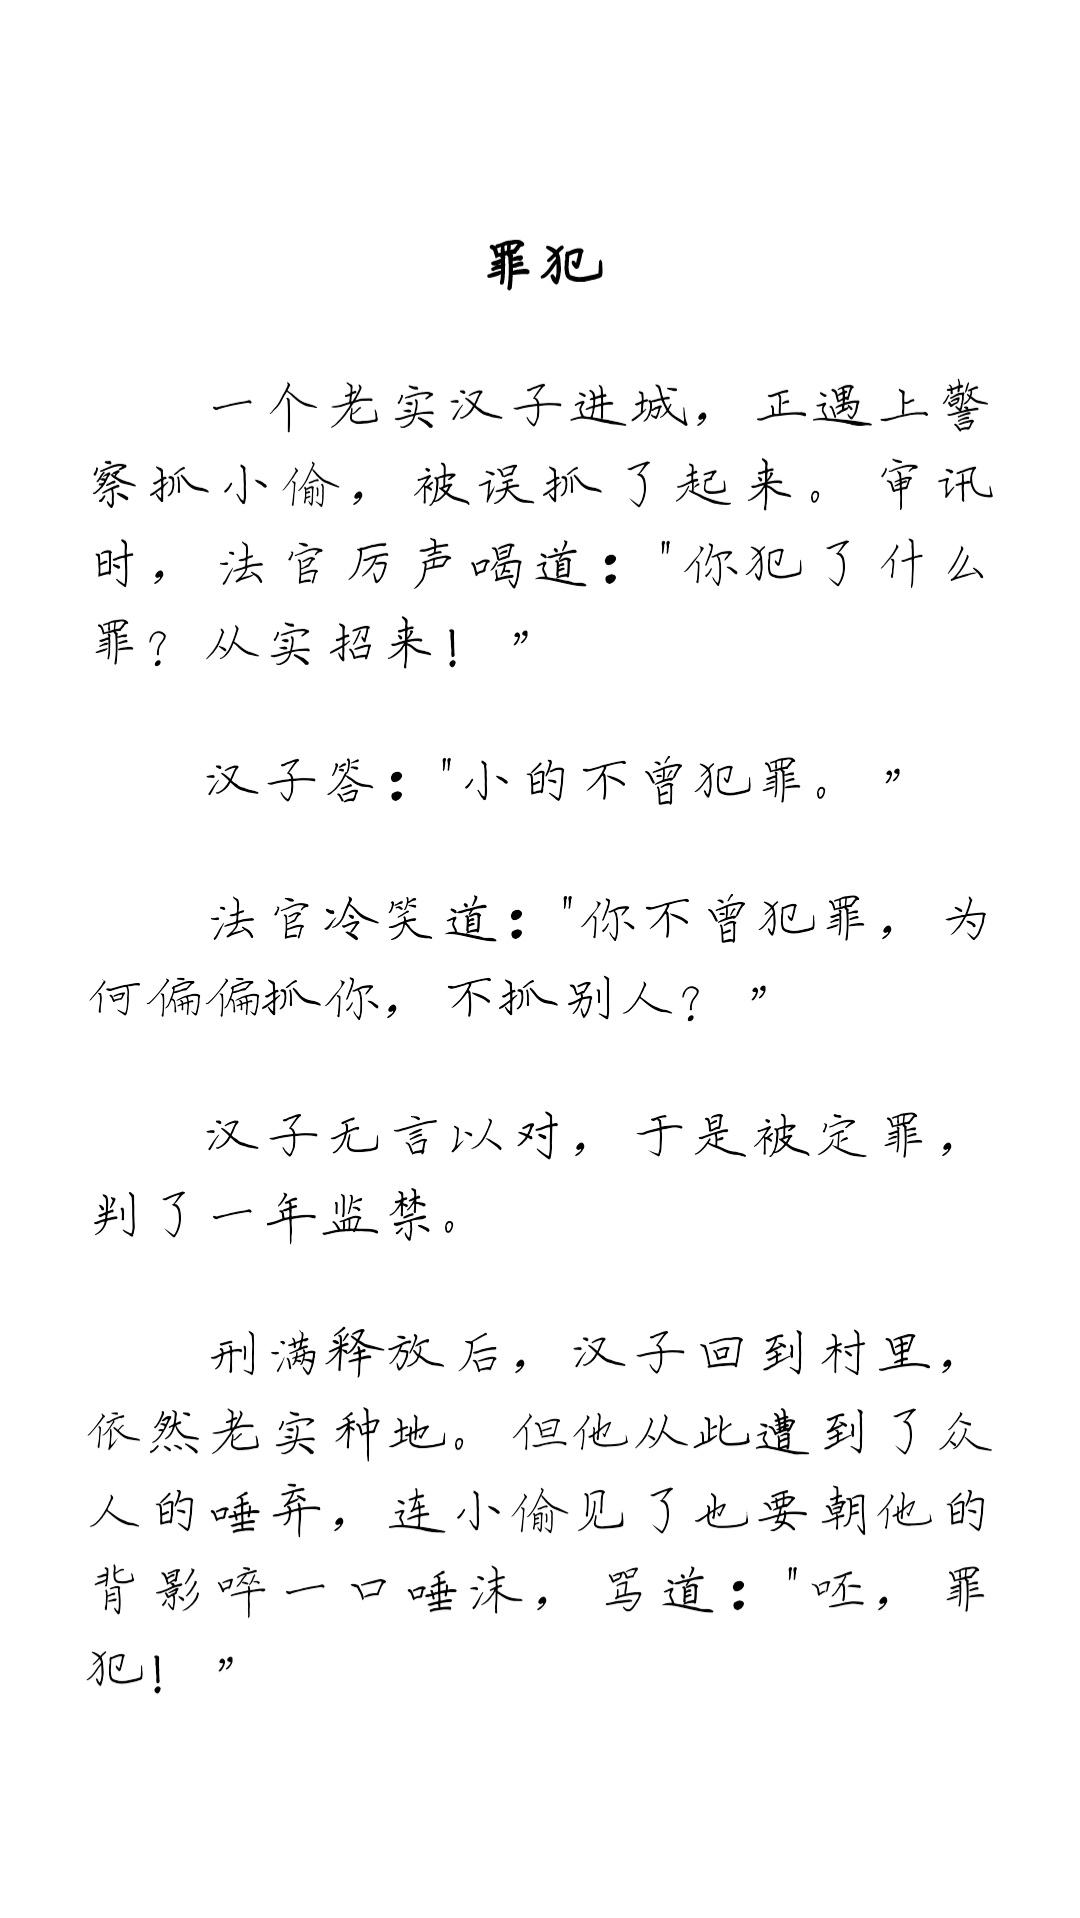 罪犯
一个老实汉子进城，正遇上警
察抓小偷，被误抓了起来。审讯
时，法官厉声喝道："你犯了什么
罪？从实招来！”
汉子答："小的不曾犯罪。”
法官冷笑道："你不曾犯罪，为
何偏偏抓你，不抓别人？”
汉子无言以对，于是被定罪，
判了一年监禁。
刑满释放后，汉子回到村里，
依然老实种地。但他从此遭到了众
人的唾弃，连小偷见了也要朝他的
背影啐一口唾沫，骂道："呸，罪
犯！”